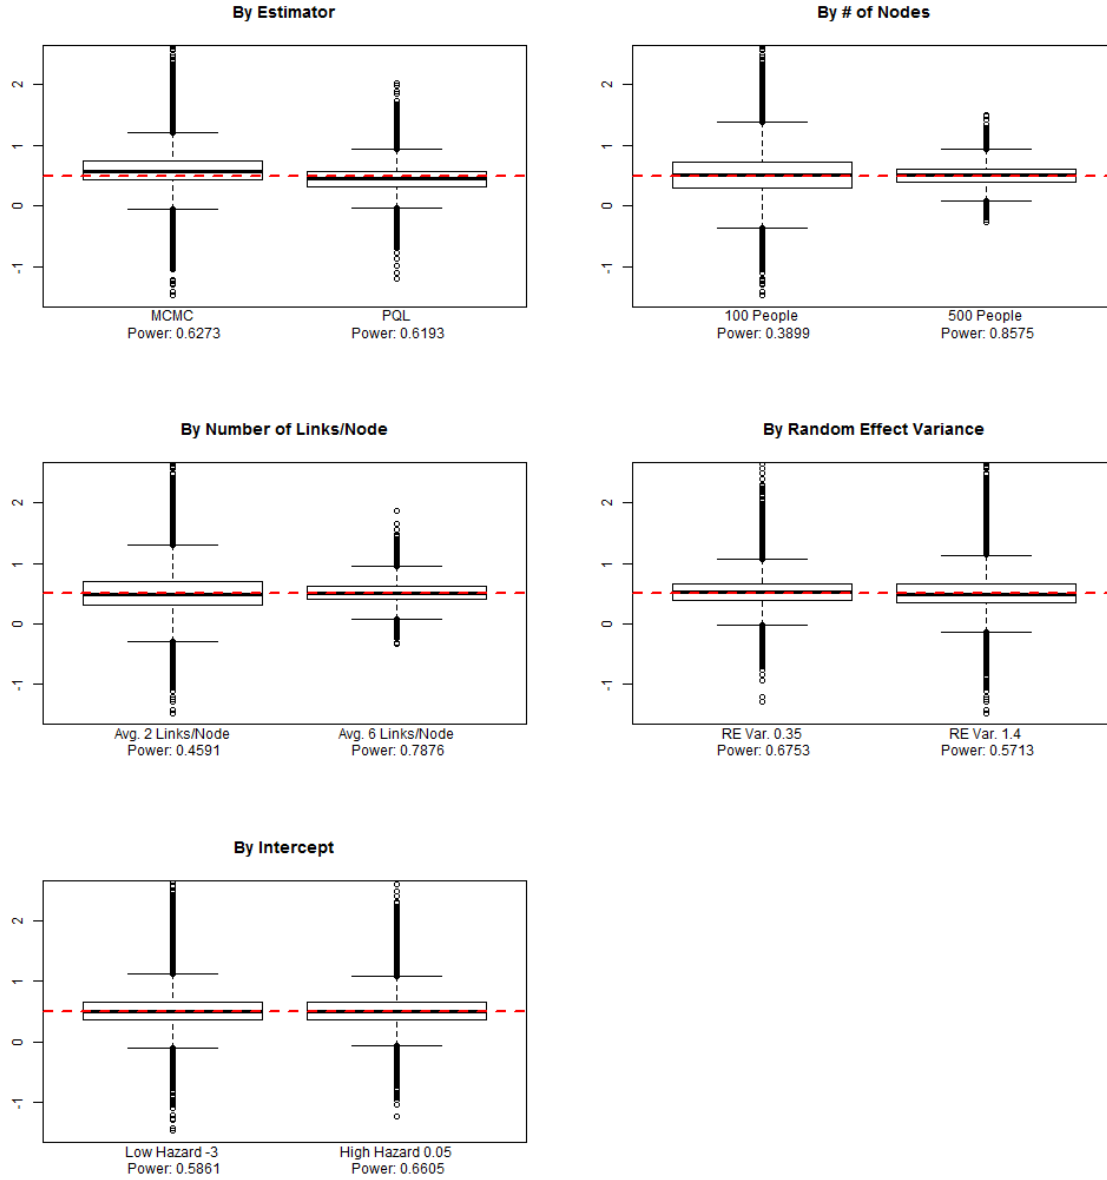 By Estimator
2
1
0
-1
MCMC
Power: 0.6273
PQL
Power: 0.6193
By # of Nodes
2
1
0
-1
100 People
Power: 0.3899
500 People
Power: 0.8575
By Number of Links/Node
2
1
0
-1
Avg. 2 Links/Node
Power: 0.4591
Avg. 6 Links/Node
Power: 0.7876
By Random Effect Variance
2
1
0
-1
RE Var. 0.35
Power: 0.6753
RE Var. 1.4
Power: 0.5713
By Intercept
2
1
0
-1
Low Hazard -3
Power: 0.5861
High Hazard 0.05
Power: 0.6605